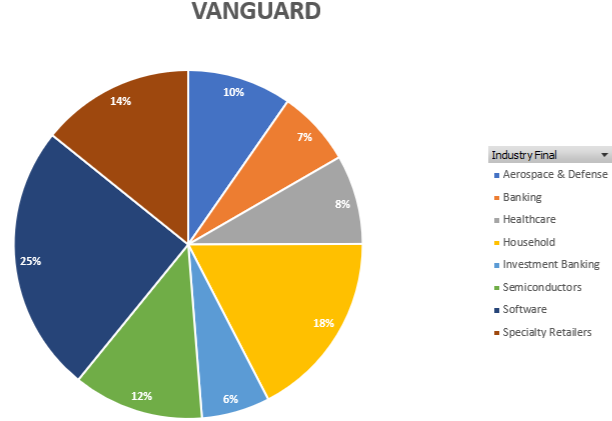 VANGUARD
10%
14%
7%
8%
25%
18%
12%
6%
Industry Final
Aerospace & Defense
Banking
Healthcare
Household
Investment Banking
Semiconductors
Software
Specialty Retailers